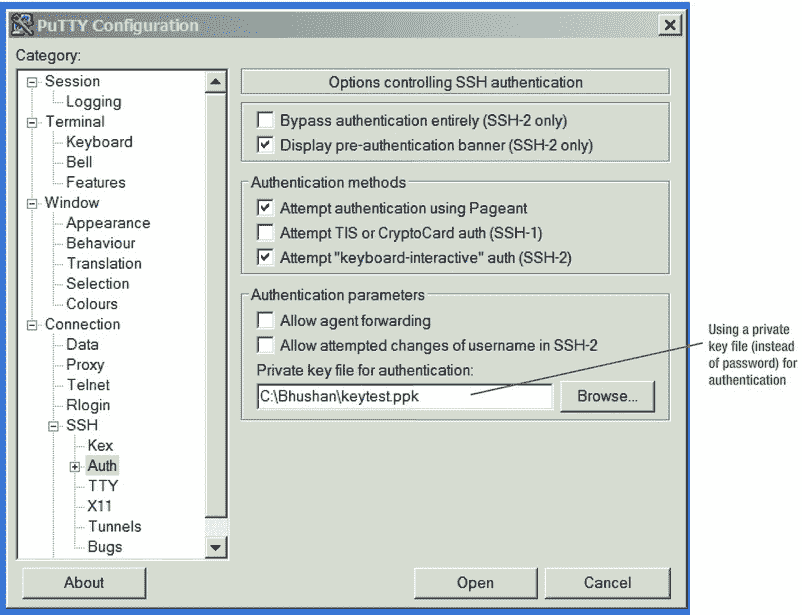 PuTTY Configuration
Category:
Session
Logging
Terminal
Keyboard
Bell
Features
Window
Appearance
Behaviour
Translation
Selection
Colours
Connection
Data
Proxy
Telnet
Rlogin
SSH
Kex
Auth
TTY
X11
Tunnels
Bugs
Options controlling SSH authentication
Bypass authentication entirely (SSH-2 only)
Display pre-authentication banner (SSH-2 only)
Authentication methods
Attempt authentication using Pageant
Attempt TIS or CryptoCard auth (SSH-1)
Attempt "keyboard-interactive" auth (SSH-2)
Authentication parameters
Allow agent forwarding
Allow attempted changes of username in SSH-2
Private key file for authentication:
C:\Bhushan\keytest.ppk
Browse...
Using a private
key file (instead
of password) for
authentication
About
Open
Cancel